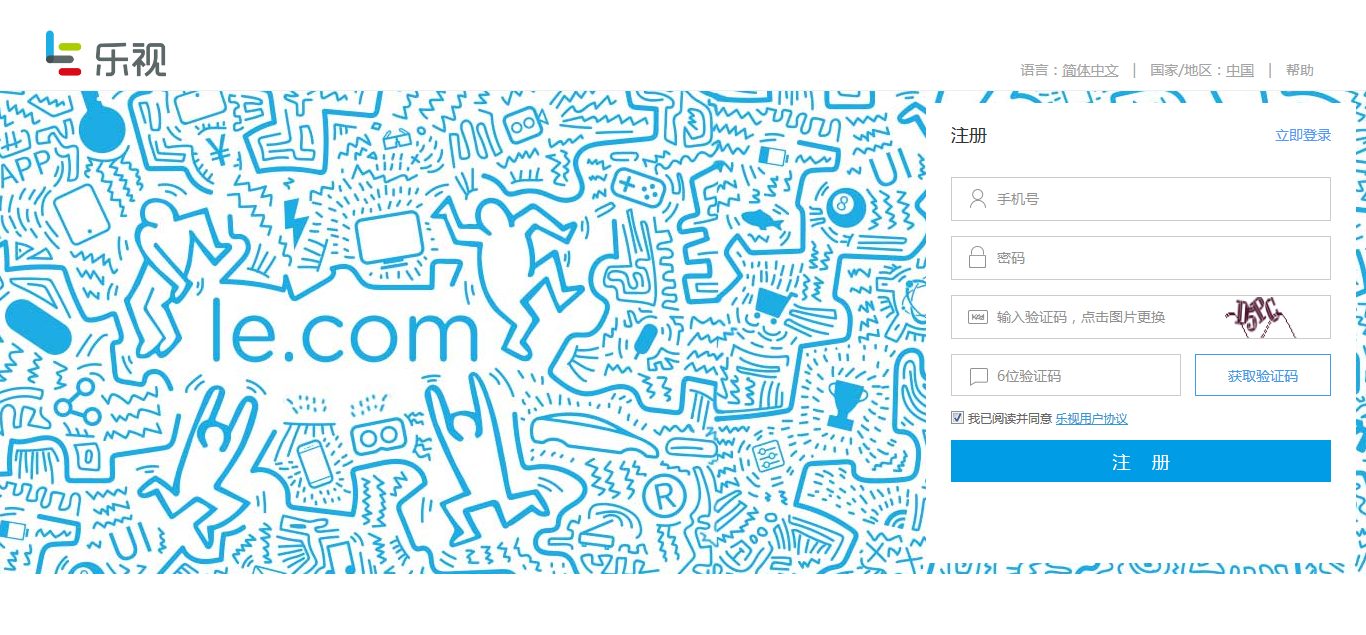 乐视
语言：简体中文 | 国家/地区：中国 | 帮助
APP
le.com
R
8
注册
立即登录
手机号
密码
输入验证码，点击图片更换
6位验证码
获取验证码
我已阅读并同意 乐视用户协议
注 册